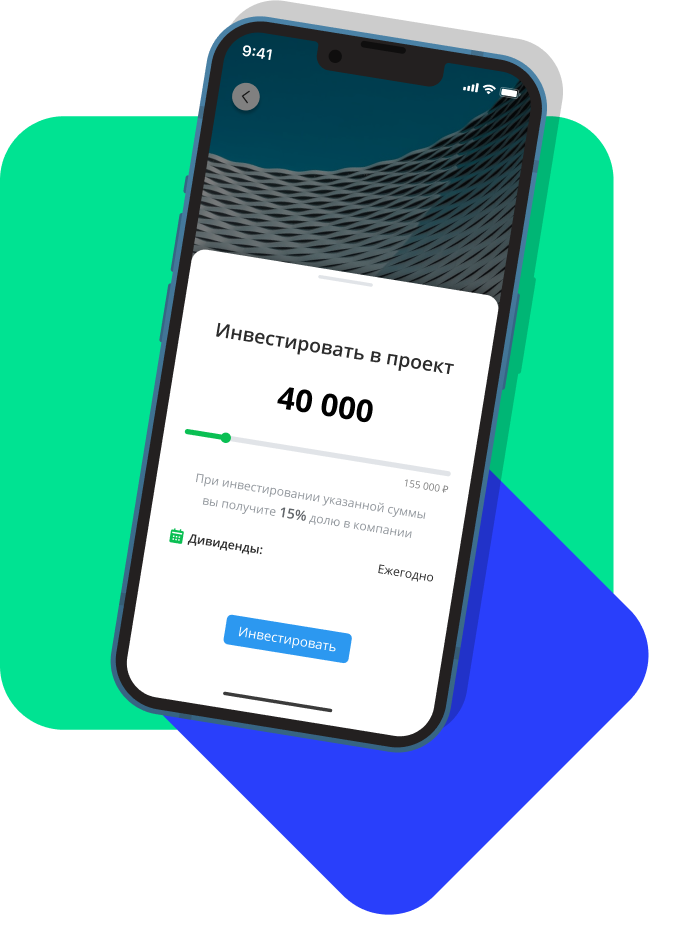 9:41
Инвестировать в проект
40 000
155 000 ₽
При инвестировании указанной суммы
вы получите 15% долю в компании
Дивиденды:
Ежегодно
Инвестировать